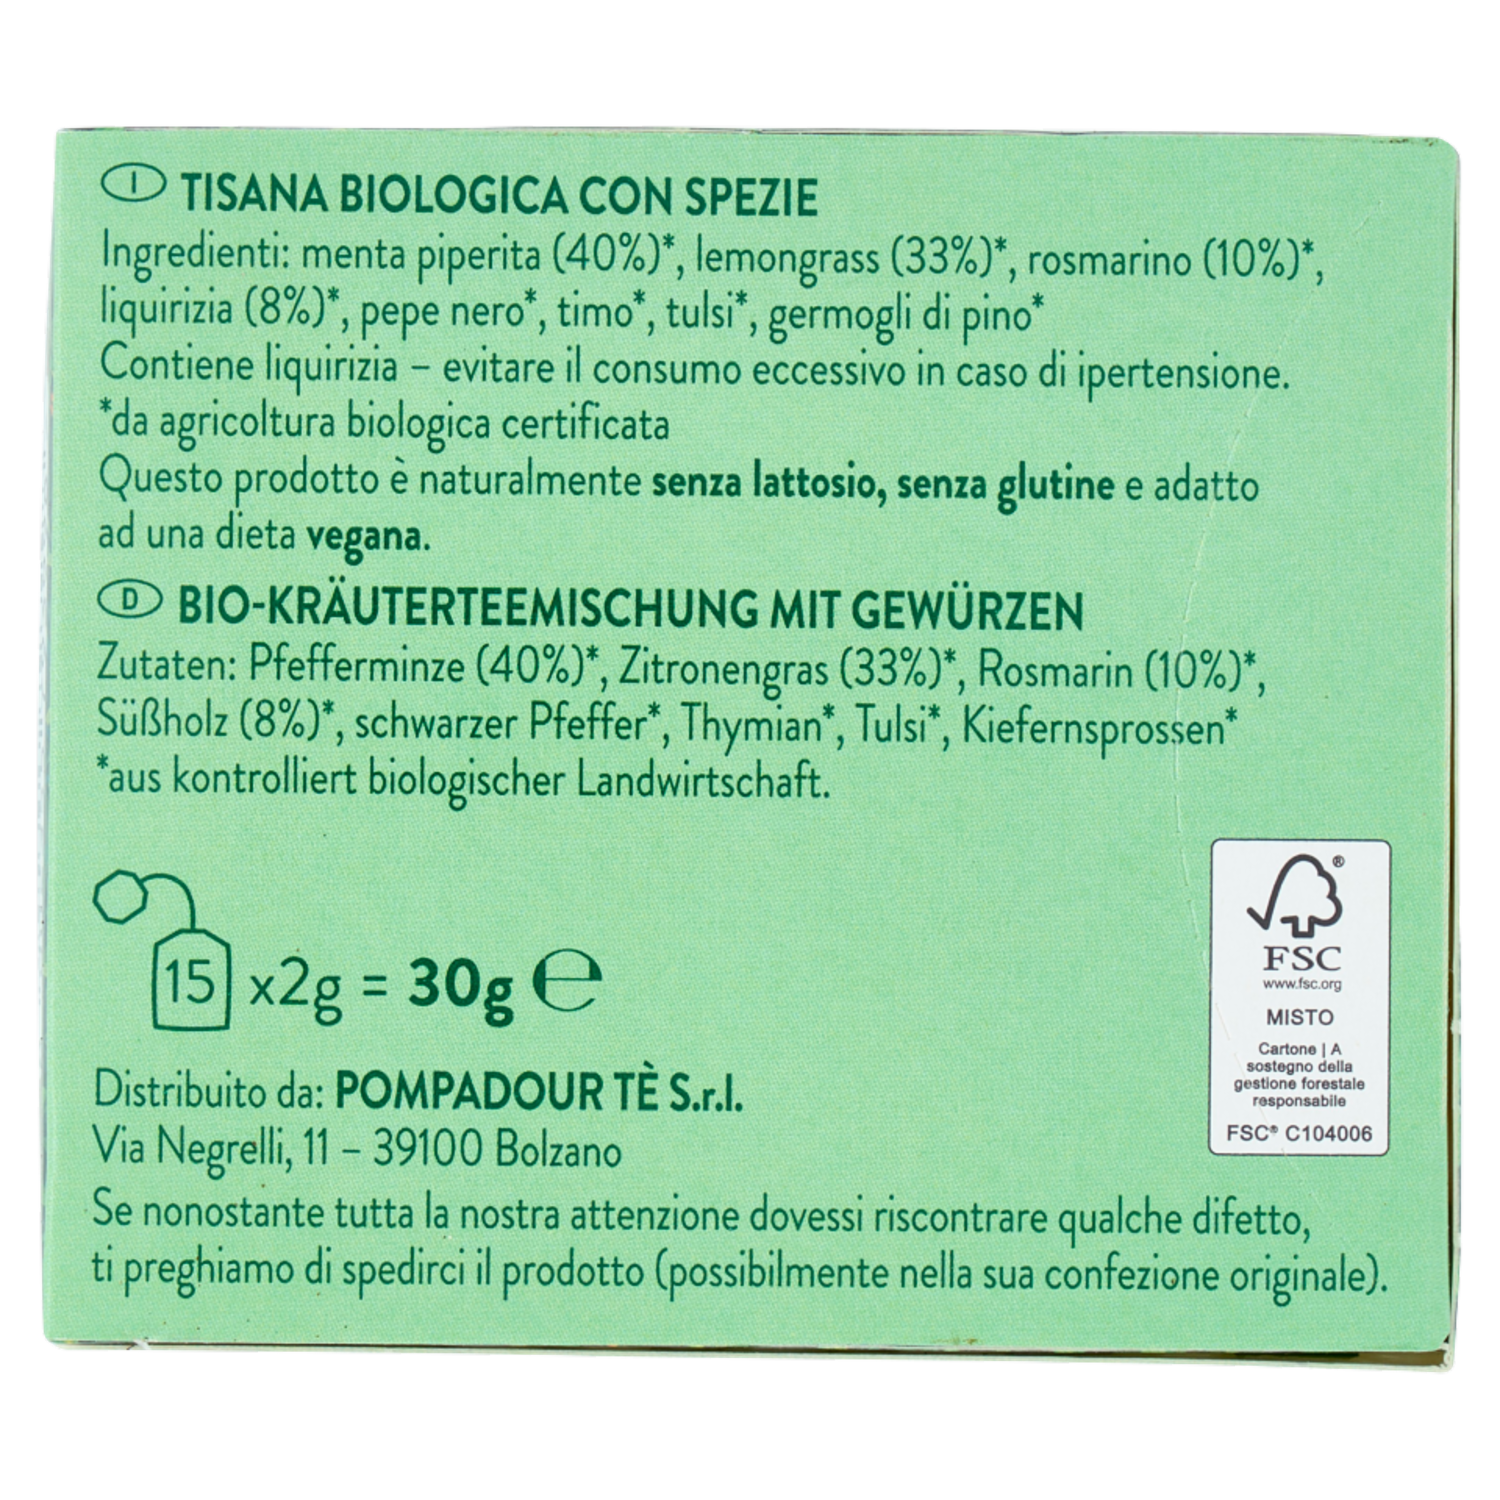 I TISANA BIOLOGICA CON SPEZIE
Ingredienti: menta piperita (40%)*, lemongrass (33%)*, rosmarino (10%)*,
liquirizia (8%)*, pepe nero*, timo*, tulsi*, germogli di pino*
Contiene liquirizia – evitare il consumo eccessivo in caso di ipertensione.
*da agricoltura biologica certificata
Questo prodotto è naturalmente senza lattosio, senza glutine e adatto
ad una dieta vegana.
D BIO-KRÄUTERTEEMISCHUNG MIT GEWÜRZEN
Zutaten: Pfefferminze (40%)*, Zitronengras (33%)*, Rosmarin (10%)*,
Süßholz (8%)*, schwarzer Pfeffer*, Thymian*, Tulsi*, Kiefernsprossen*
*aus kontrolliert biologischer Landwirtschaft.
15 x2g = 30g ℮
Distribuito da: POMPADOUR TÈ S.r.l.
Via Negrelli, 11 – 39100 Bolzano
Se nonostante tutta la nostra attenzione dovessi riscontrare qualche difetto,
ti preghiamo di spedirci il prodotto (possibilmente nella sua confezione originale).
®
FSC
www.fsc.org
MISTO
Cartone | A
sostegno della
gestione forestale
responsabile
FSC® C104006